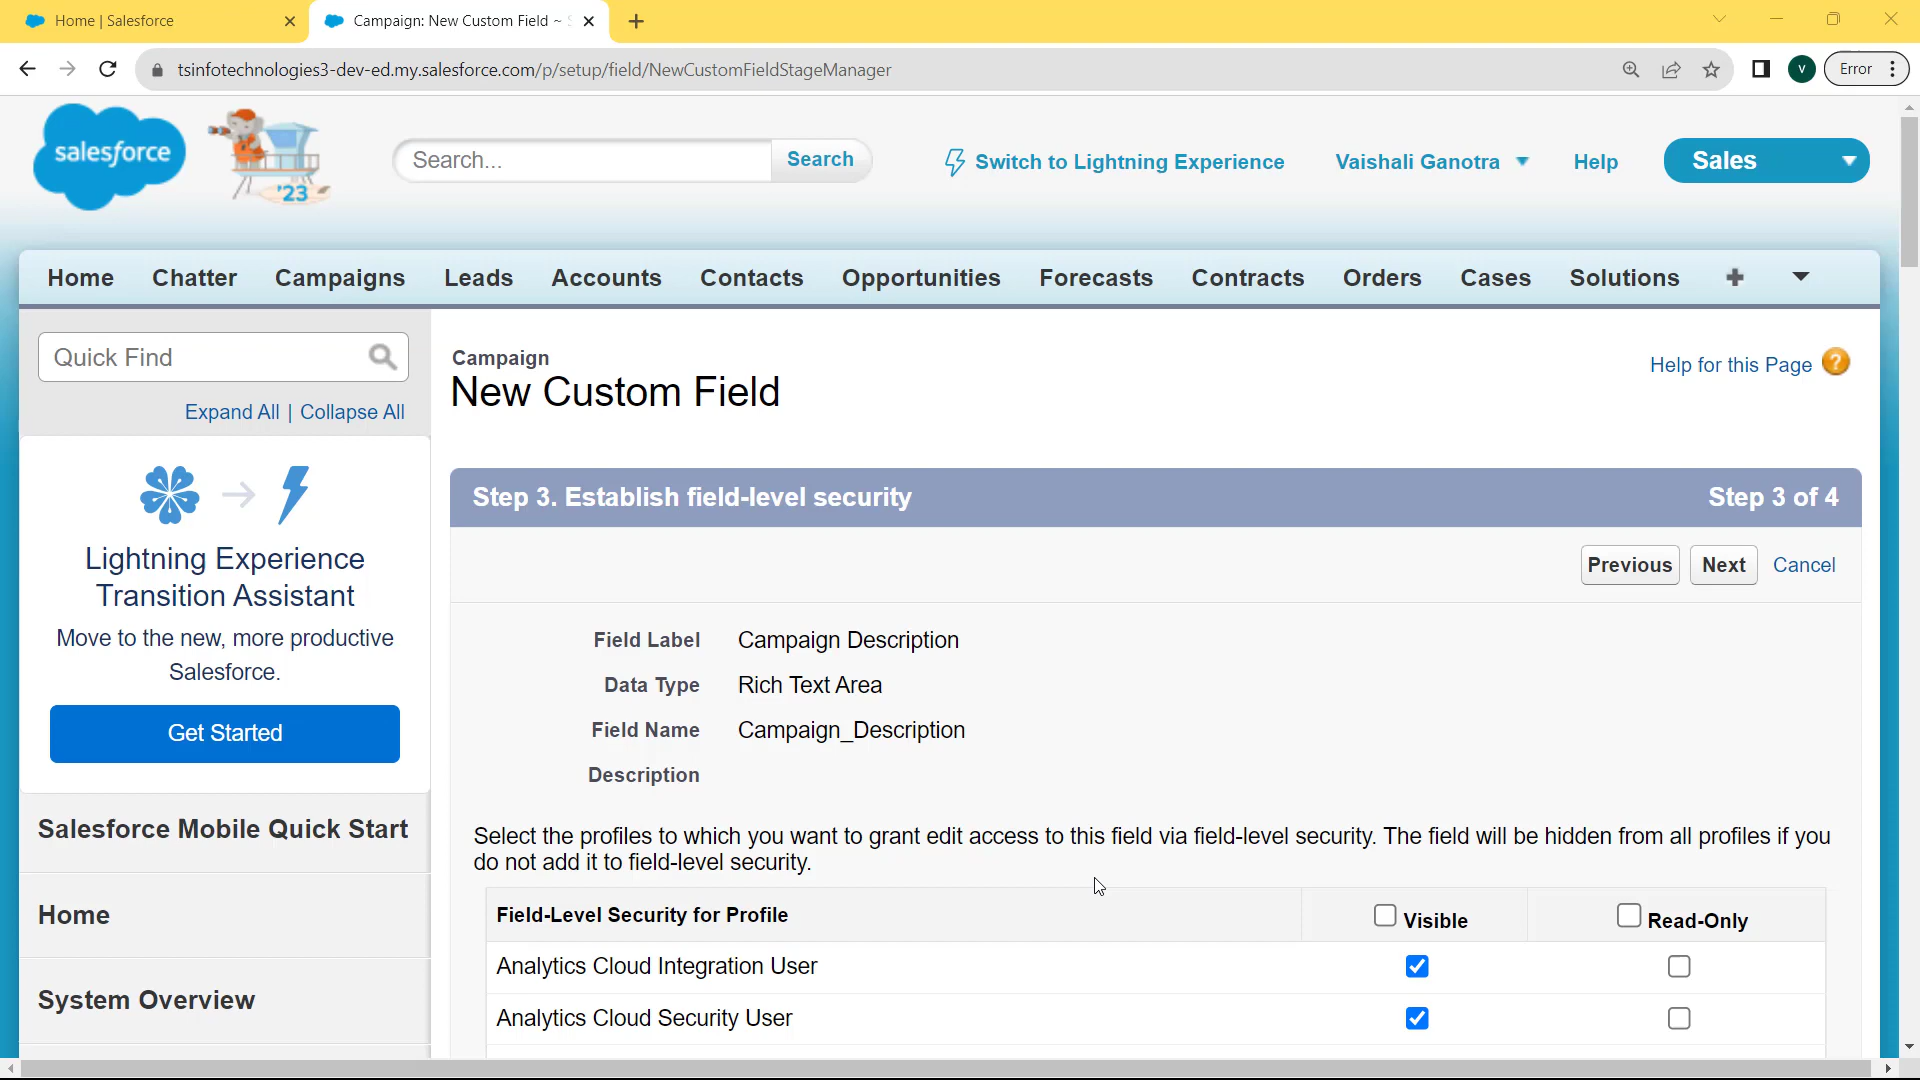 Home | Salesforce
Campaign: New Custom Field ~ S
tsinfotechnologies3-dev-ed.my.salesforce.com/p/setup/field/NewCustomFieldStageManager
V
Error
salesforce
'23
Search...
Search
Switch to Lightning Experience
Vaishali Ganotra
Help
Sales
Home
Chatter
Campaigns
Leads
Accounts
Contacts
Opportunities
Forecasts
Contracts
Orders
Cases
Solutions
Quick Find
Expand All | Collapse All
Lightning Experience
Transition Assistant
Move to the new, more productive
Salesforce.
Get Started
Salesforce Mobile Quick Start
Home
System Overview
Campaign
New Custom Field
Help for this Page
?
Step 3. Establish field-level security
Step 3 of 4
Previous
Next
Cancel
Field Label Campaign Description
Data Type Rich Text Area
Field Name Campaign_Description
Description
Select the profiles to which you want to grant edit access to this field via field-level security. The field will be hidden from all profiles if you
do not add it to field-level security.
Field-Level Security for Profile
Visible
Read-Only
Analytics Cloud Integration User
Analytics Cloud Security User